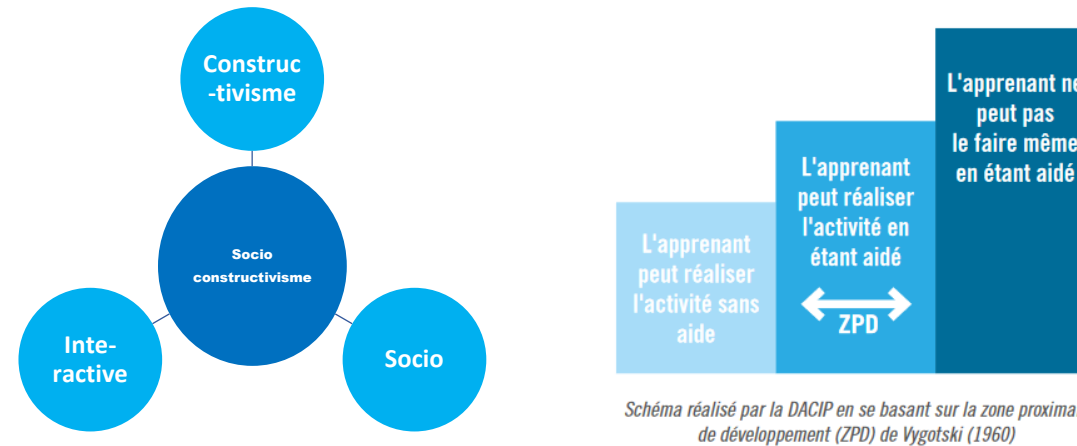 Construc
-tivisme
Socio
constructivisme
Inte-
ractive
Socio
L'apprenant
peut réaliser
l'activité sans
aide
L'apprenant
peut réaliser
l'activité en
étant aidé
ZPD
L'apprenant ne
peut pas
le faire même
en étant aidé
Schéma réalisé par la DACIP en se basant sur la zone
de développement (ZPD) de Vygotski (1960)